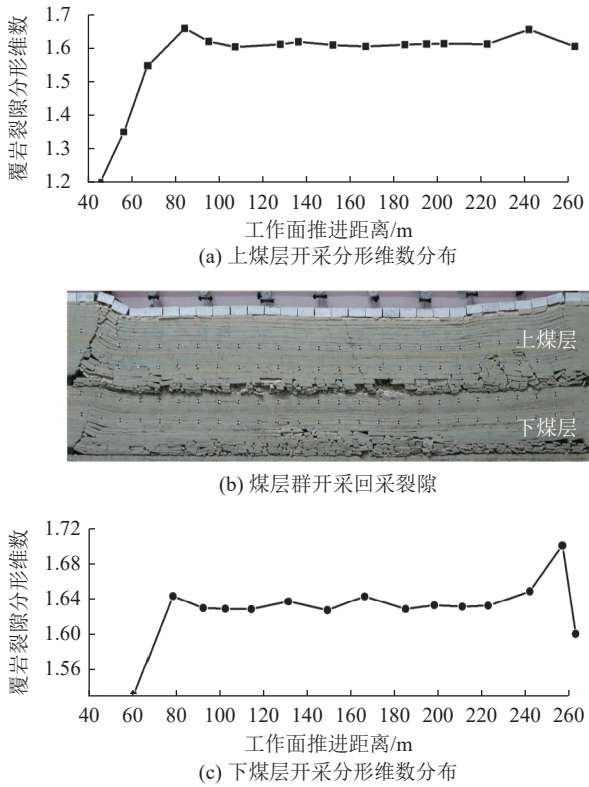 1.7
1.6
1.5
1.4
1.3
1.2
覆岩裂隙分形维数
40 60 80 100 120 140 160 180 200 220 240 260
工作面推进距离/m
(a) 上煤层开采分形维数分布
上煤层
下煤层
(b) 煤层群开采回采裂隙
1.72
1.68
1.64
1.60
1.56
覆岩裂隙分形维数
40 60 80 100 120 140 160 180 200 220 240 260
工作面推进距离/m
(c) 下煤层开采分形维数分布